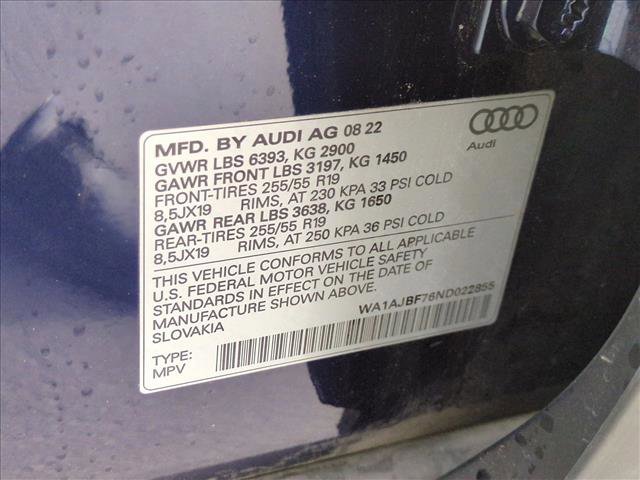 MFD. BY AUDI AG 08 22
GVWR LBS 6393, KG 2900
GAWR FRONT LBS 3197, KG 1450
FRONT-TIRES 255/55 R19
8,5JX19 RIMS, AT 230 KPA 33 PSI COLD
GAWR REAR LBS 3638, KG 1650
REAR-TIRES 255/55 R19
8,5JX19 RIMS, AT 250 KPA 36 PSI COLD
THIS VEHICLE CONFORMS TO ALL APPLICABLE
U.S. FEDERAL MOTOR VEHICLE SAFETY
STANDARDS IN EFFECT ON THE DATE OF
MANUFACTURE SHOWN ABOVE.
SLOVAKIA
WA1AJBF76ND022855
TYPE:
MPV
Audi